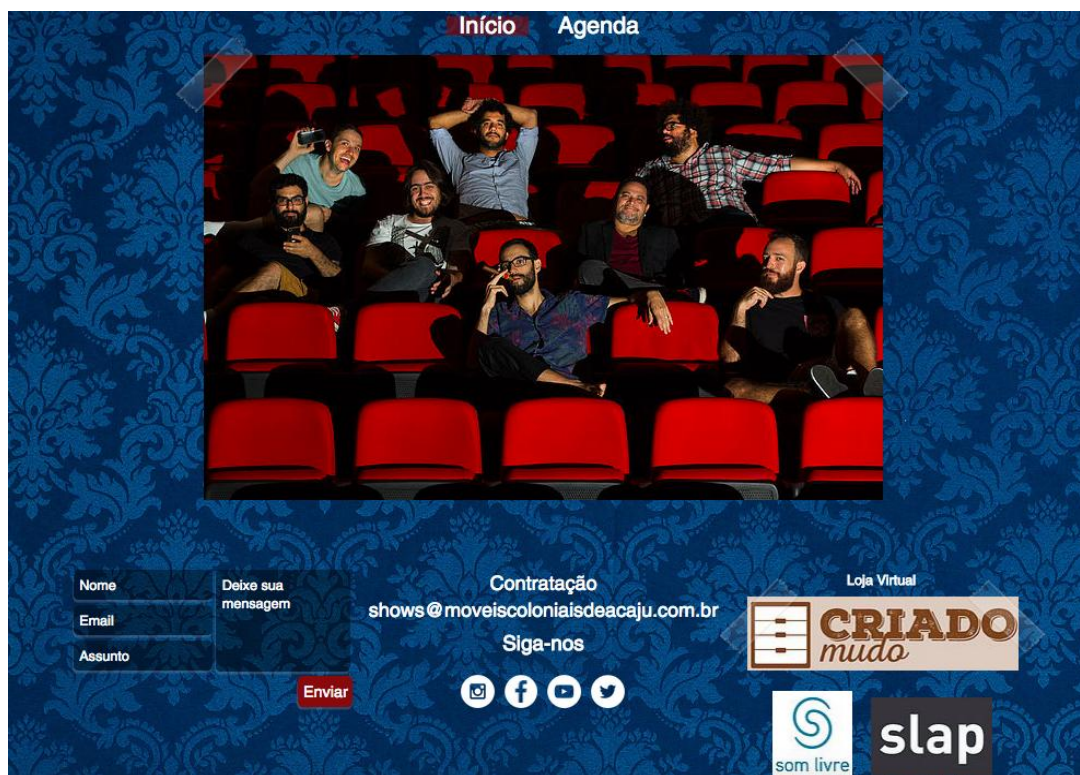 Início
Agenda
Nome
Email
Assunto
Deixe sua
mensagem
Enviar
Contratação
shows@moveiscoloniaisdeacaju.com.br
Siga-nos
Loja Virtual
CRIADO
mudo
som livre
slap